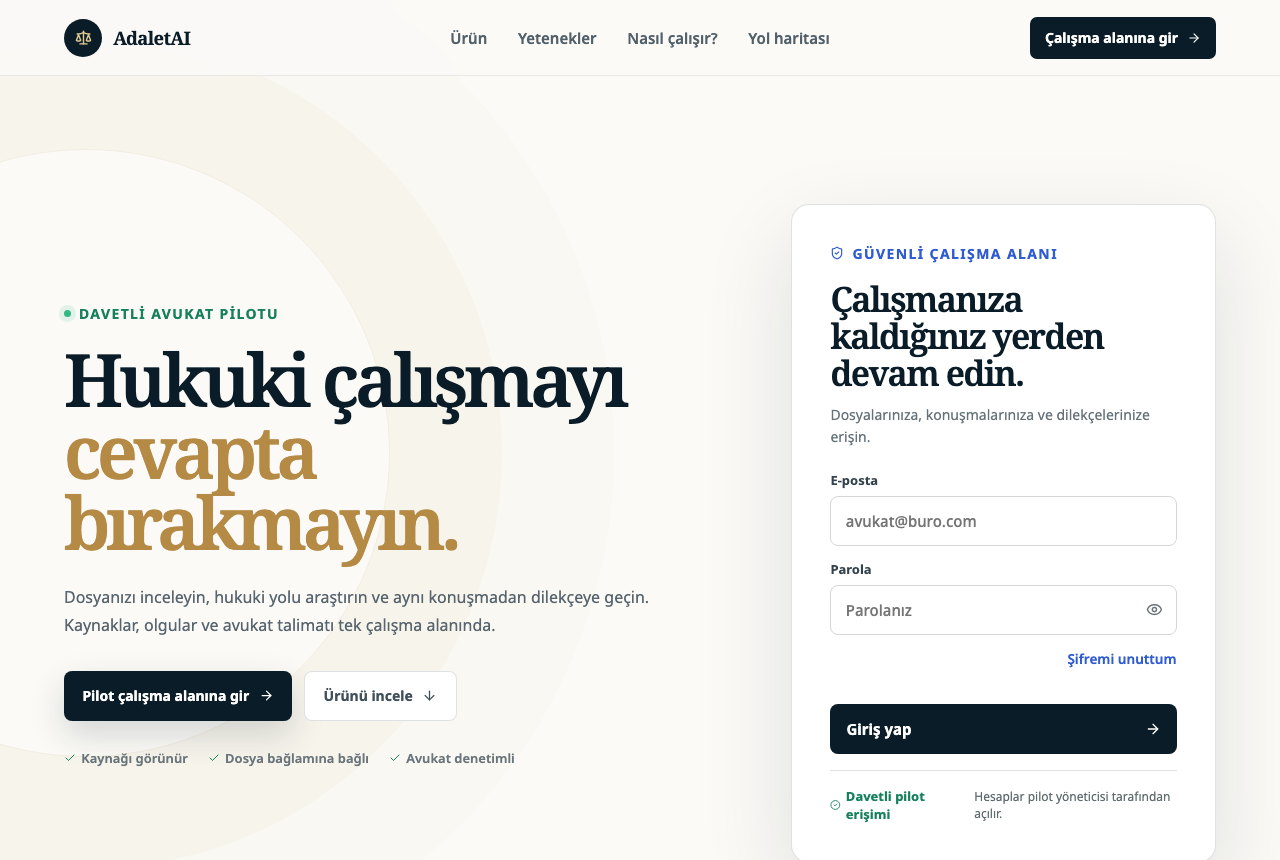 AdaletAI
Ürün
Yetenekler
Nasıl çalışır?
Yol haritası
Çalışma alanına gir
DAVETLİ AVUKAT PİLOTU
Hukuki çalışmayı
cevapta
bırakmayın.
Dosyanızı inceleyin, hukuki yolu araştırın ve aynı konuşmadan dilekçeye geçin.
Kaynaklar, olgular ve avukat talimatı tek çalışma alanında.
Pilot çalışma alanına gir
Ürünü incele
Kaynağı görünür
Dosya bağlamına bağlı
Avukat denetimli
GÜVENLİ ÇALIŞMA ALANI
Çalışmanıza
kaldığınız yerden
devam edin.
Dosyalarınıza, konuşmalarınıza ve dilekçelerinize
erişin.
E-posta
avukat@buro.com
Parola
Parolanız
Şifremi unuttum
Giriş yap
Davetli pilot
erişimi
Hesaplar pilot yöneticisi tarafından
açılır.